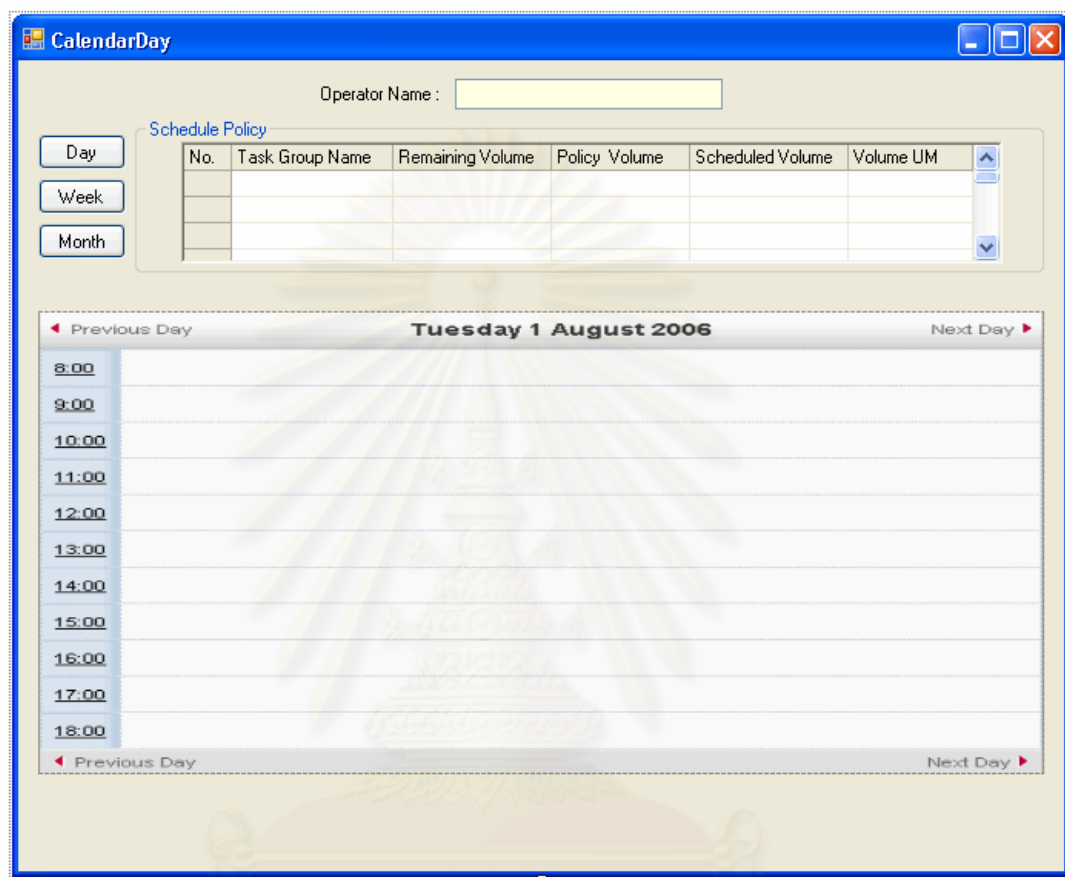 CalendarDay
Operator Name :
Schedule Policy
Day
Week
Month
No. Task Group Name Remaining Volume Policy Volume Scheduled Volume Volume UM
Previous Day Tuesday 1 August 2006 Next Day
8:00
9:00
10:00
11:00
12:00
13:00
14:00
15:00
16:00
17:00
18:00
Previous Day Next Day